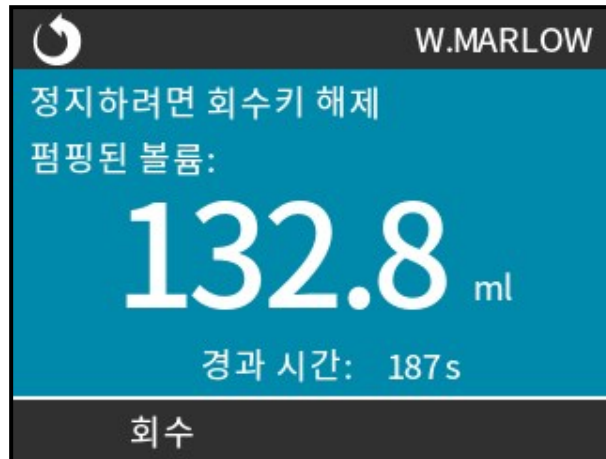 W.MARLOW
정지하려면 회수키 해제
펌핑된 볼륨:
132.8 ml
경과 시간: 187s
회수